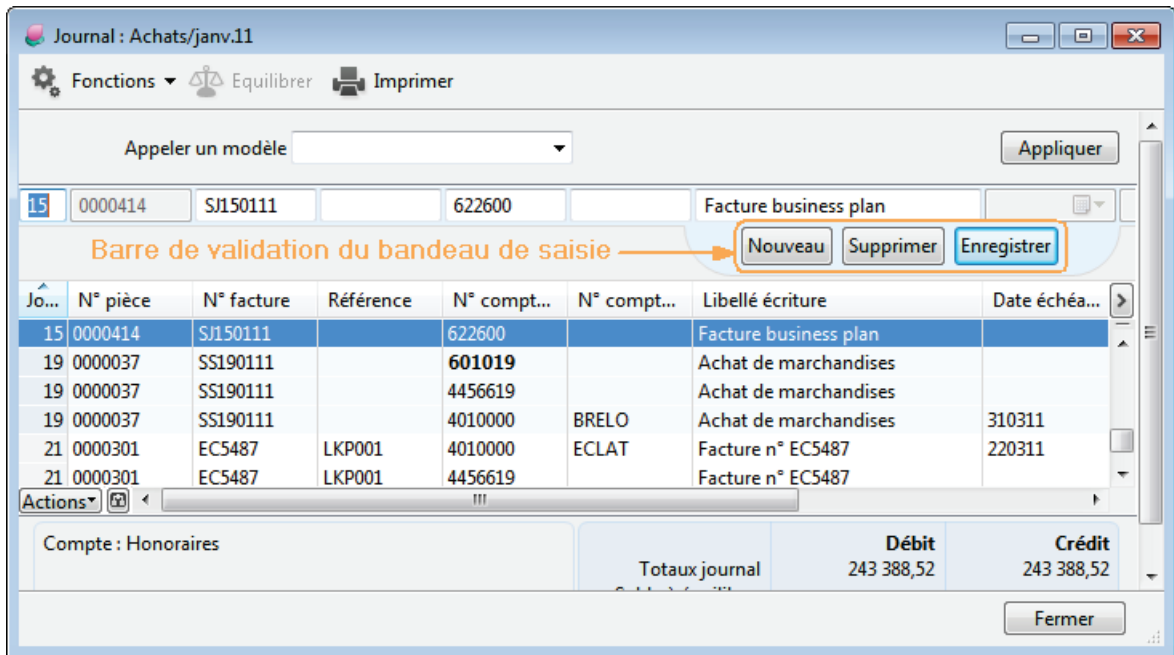 Journal : Achats/janv.11
Fonctions Equilibrer Imprimer
Appeler un modèle Appliquer
15 0000414 SJ150111 622600 Facture business plan
Barre de validation du bandeau de saisie Nouveau Supprimer Enregistrer
Jo... N° pièce N° facture Référence N° compt... N° compt... Libellé écriture Date échéa...
15 0000414 SJ150111 622600 Facture business plan
19 0000037 SS190111 601019 Achat de marchandises
19 0000037 SS190111 4456619 Achat de marchandises
19 0000037 SS190111 4010000 BRELO Achat de marchandises 310311
21 0000301 EC5487 LKP001 4010000 ECLAT Facture n° EC5487 220311
21 0000301 EC5487 LKP001 4456619 Facture n° EC5487
Actions
Compte : Honoraires Débit Crédit
Totaux journal 243 388,52 243 388,52
Fermer